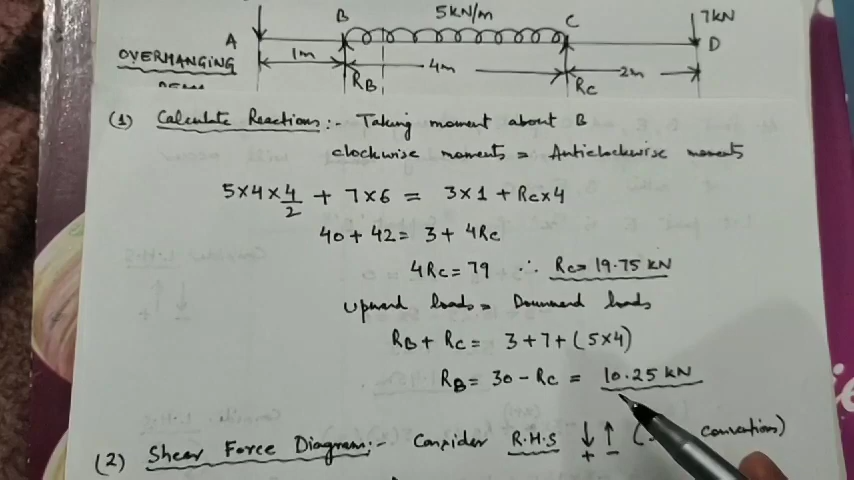 B 5KN/m C 7KN
A D
1m 4m 2m
OVERHANGING RB RC
(1) Calculate Reactions:- Taking moment about B
clockwise moments = Anticlockwise moments
5×4×4/2 + 7×6 = 3×1 + Rc×4
40 + 42 = 3 + 4Rc
4Rc = 79 ∴ Rc = 19.75 KN
Upward loads = Downward loads
RB + Rc = 3+7+(5×4)
RB = 30 - Rc = 10.25 KN
(2) Shear Force Diagram:- Consider R.H.S ↓ ↑ ( convention)
+ -